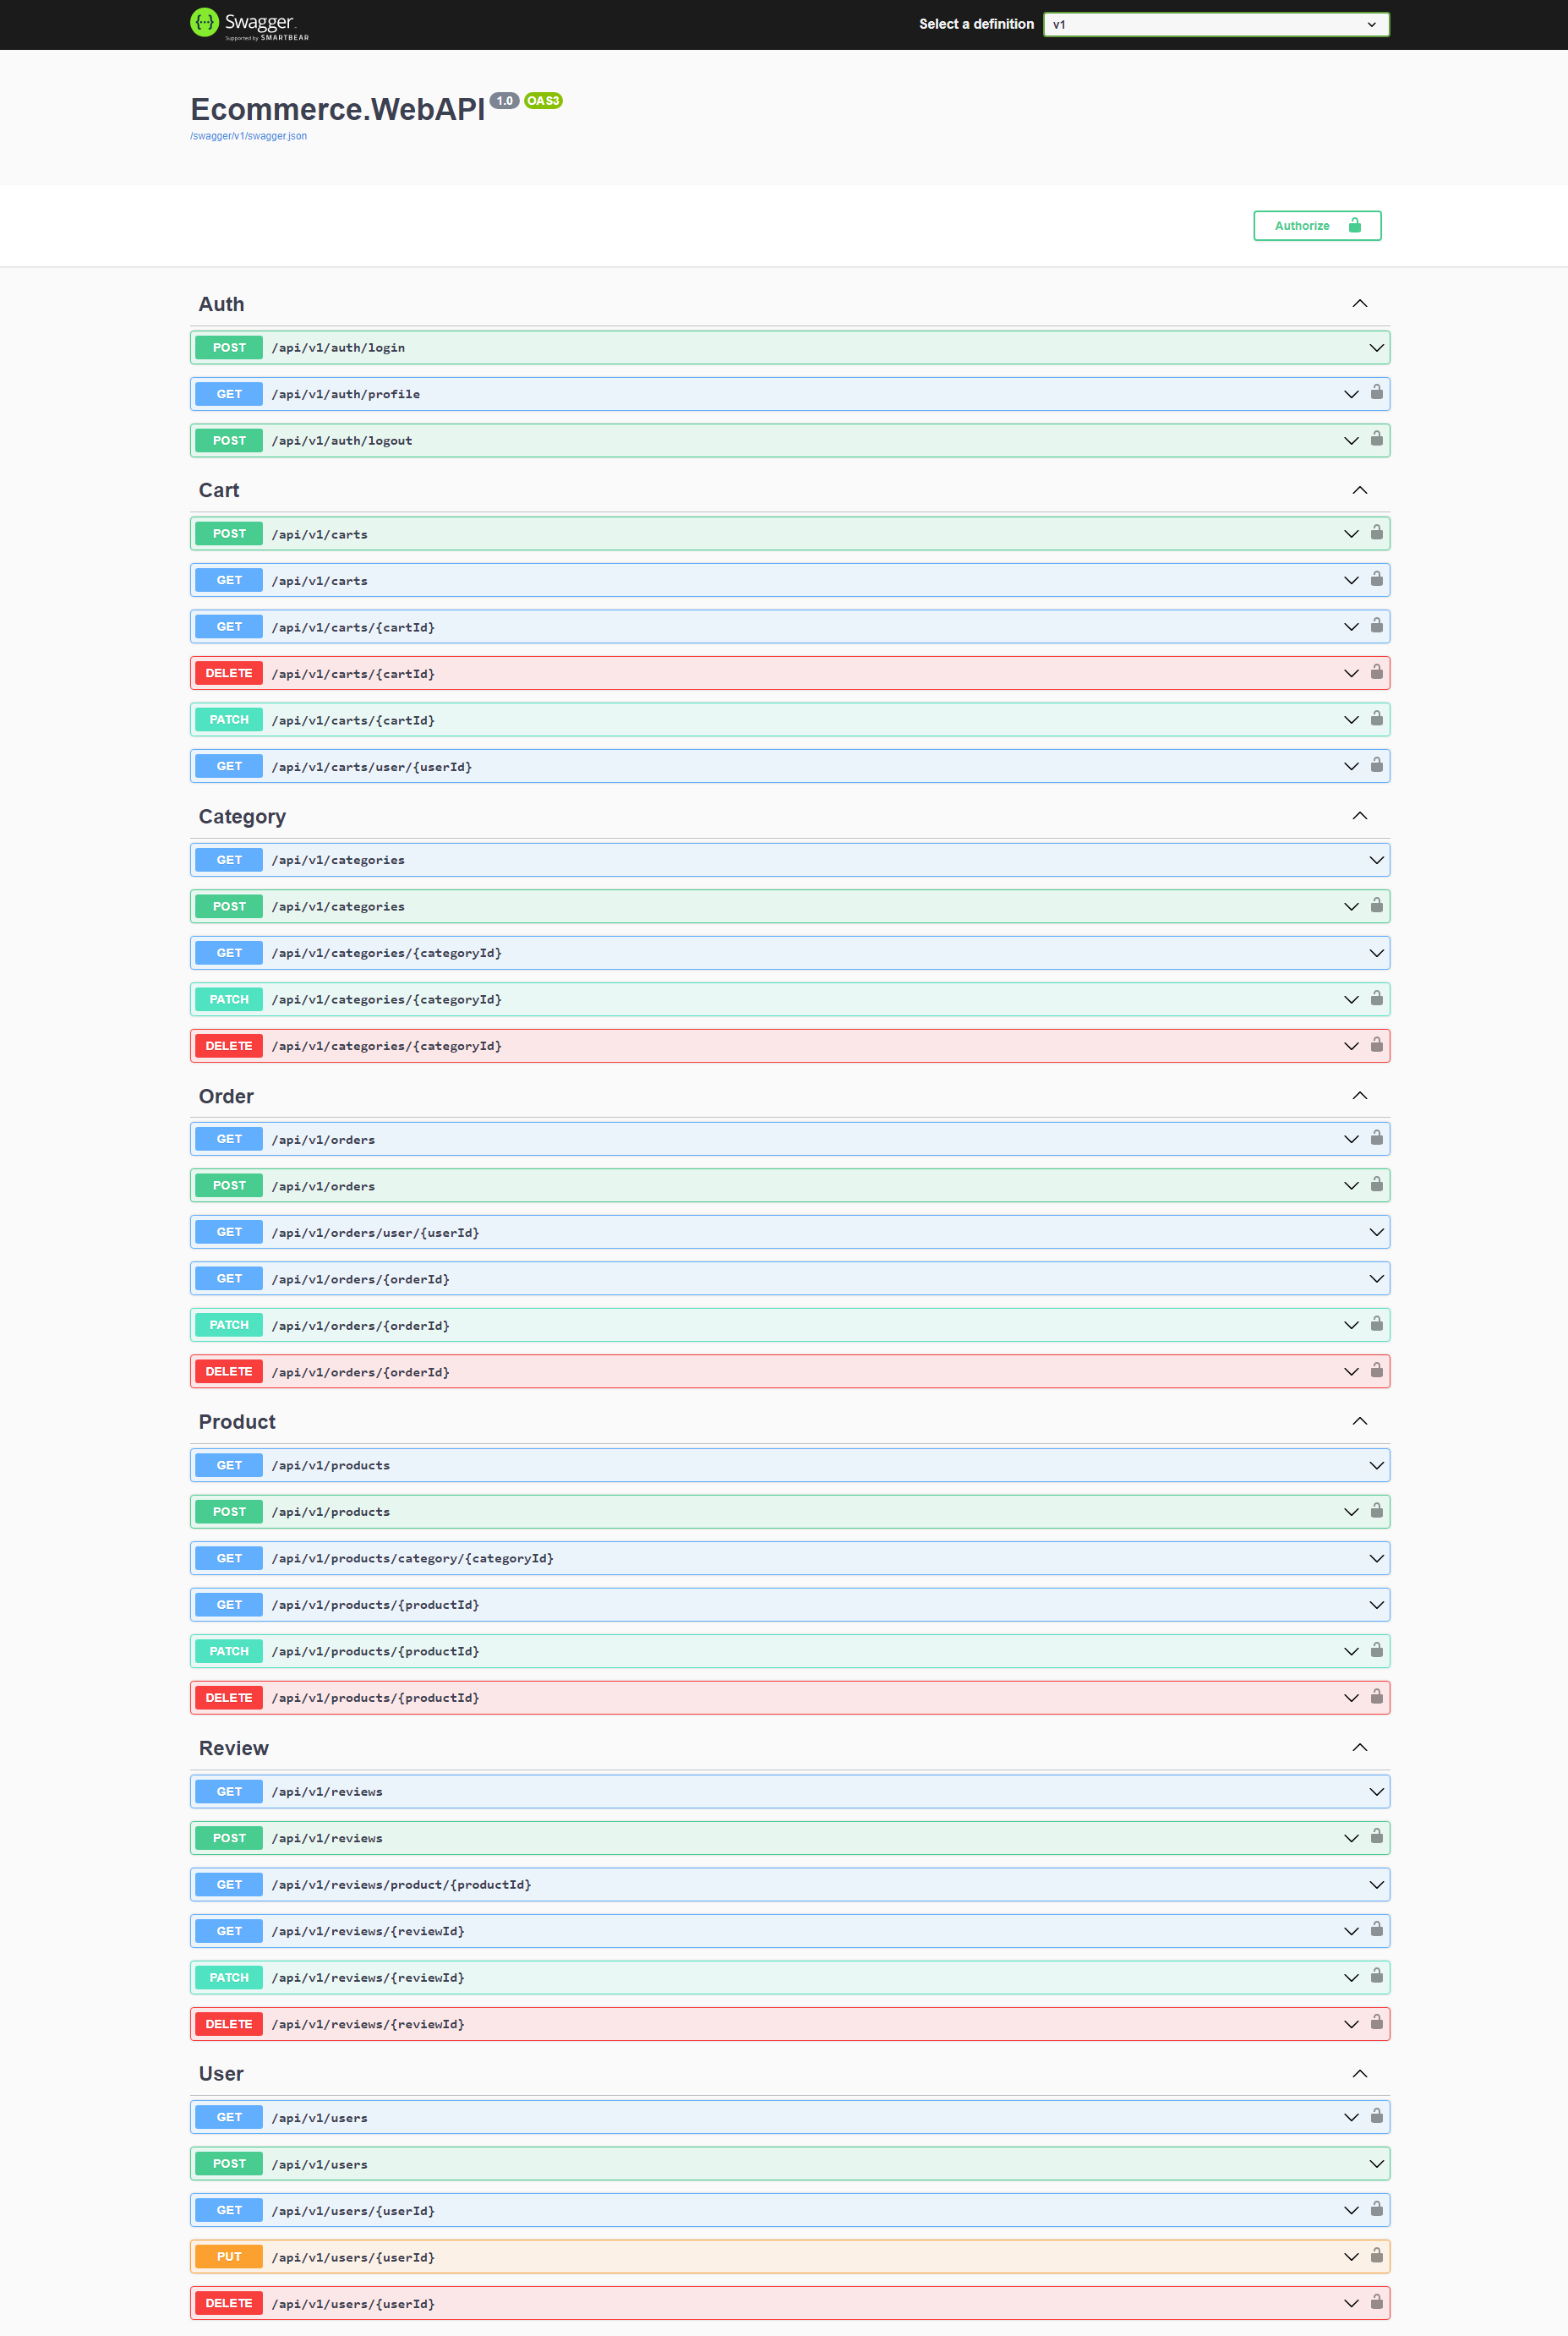 Swagger
Supported by SMARTBEAR
Select a definition v1
Ecommerce.WebAPI 1.0 OAS3
/swagger/v1/swagger.json
Authorize
Auth
POST /api/v1/auth/login
GET /api/v1/auth/profile
POST /api/v1/auth/logout
Cart
POST /api/v1/carts
GET /api/v1/carts
GET /api/v1/carts/{cartId}
DELETE /api/v1/carts/{cartId}
PATCH /api/v1/carts/{cartId}
GET /api/v1/carts/user/{userId}
Category
GET /api/v1/categories
POST /api/v1/categories
GET /api/v1/categories/{categoryId}
PATCH /api/v1/categories/{categoryId}
DELETE /api/v1/categories/{categoryId}
Order
GET /api/v1/orders
POST /api/v1/orders
GET /api/v1/orders/user/{userId}
GET /api/v1/orders/{orderId}
PATCH /api/v1/orders/{orderId}
DELETE /api/v1/orders/{orderId}
Product
GET /api/v1/products
POST /api/v1/products
GET /api/v1/products/category/{categoryId}
GET /api/v1/products/{productId}
PATCH /api/v1/products/{productId}
DELETE /api/v1/products/{productId}
Review
GET /api/v1/reviews
POST /api/v1/reviews
GET /api/v1/reviews/product/{productId}
GET /api/v1/reviews/{reviewId}
PATCH /api/v1/reviews/{reviewId}
DELETE /api/v1/reviews/{reviewId}
User
GET /api/v1/users
POST /api/v1/users
GET /api/v1/users/{userId}
PUT /api/v1/users/{userId}
DELETE /api/v1/users/{userId}